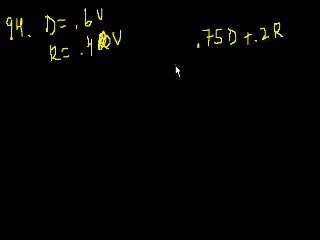 94. D = .6V
R = .4V
.75D + .2R